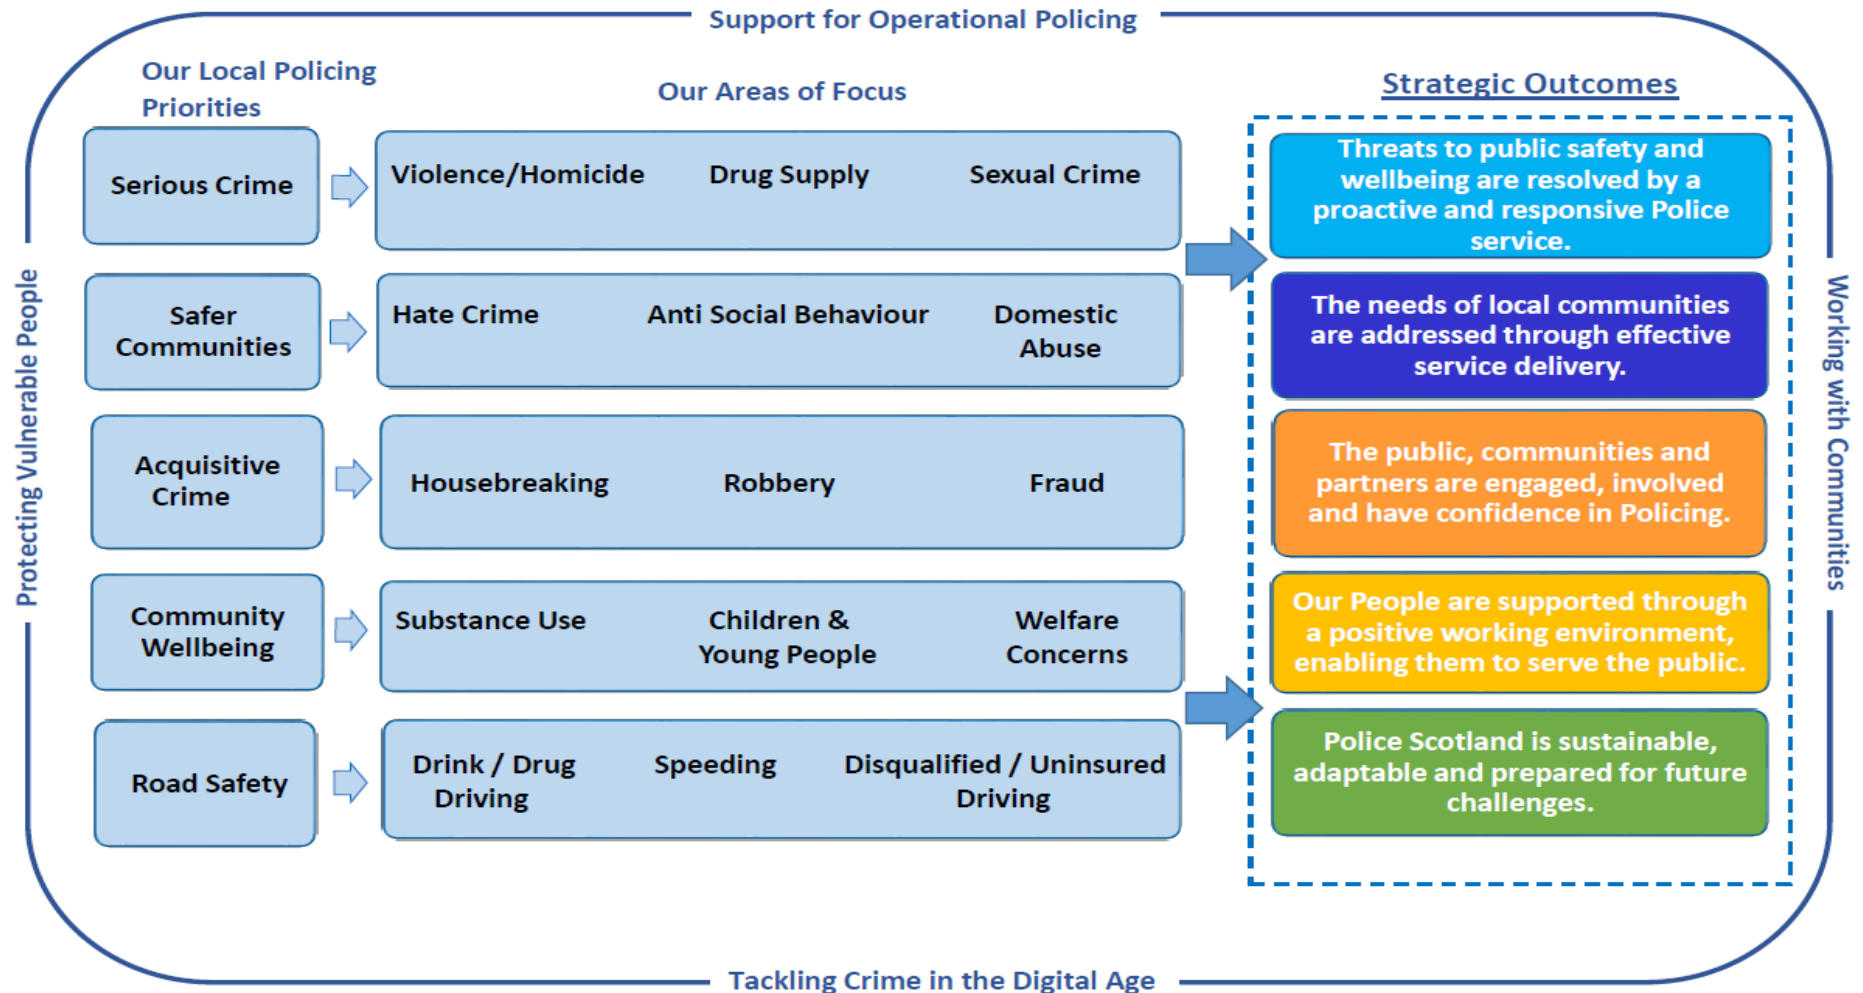 Support for Operational Policing
Our Local Policing
Priorities
Our Areas of Focus
Strategic Outcomes
Serious Crime
Violence/Homicide
Drug Supply
Sexual Crime
Safer
Communities
Hate Crime
Anti Social Behaviour
Domestic
Abuse
Acquisitive
Crime
Housebreaking
Robbery
Fraud
Community
Wellbeing
Substance Use
Children &
Young People
Welfare
Concerns
Road Safety
Drink / Drug
Driving
Speeding
Disqualified / Uninsured
Driving
Threats to public safety and
wellbeing are resolved by a
proactive and responsive Police
service.
The needs of local communities
are addressed through effective
service delivery.
The public, communities and
partners are engaged, involved
and have confidence in Policing.
Our People are supported through
a positive working environment,
enabling them to serve the public.
Police Scotland is sustainable,
adaptable and prepared for future
challenges.
Protecting Vulnerable People
Working with Communities
Tackling Crime in the Digital Age